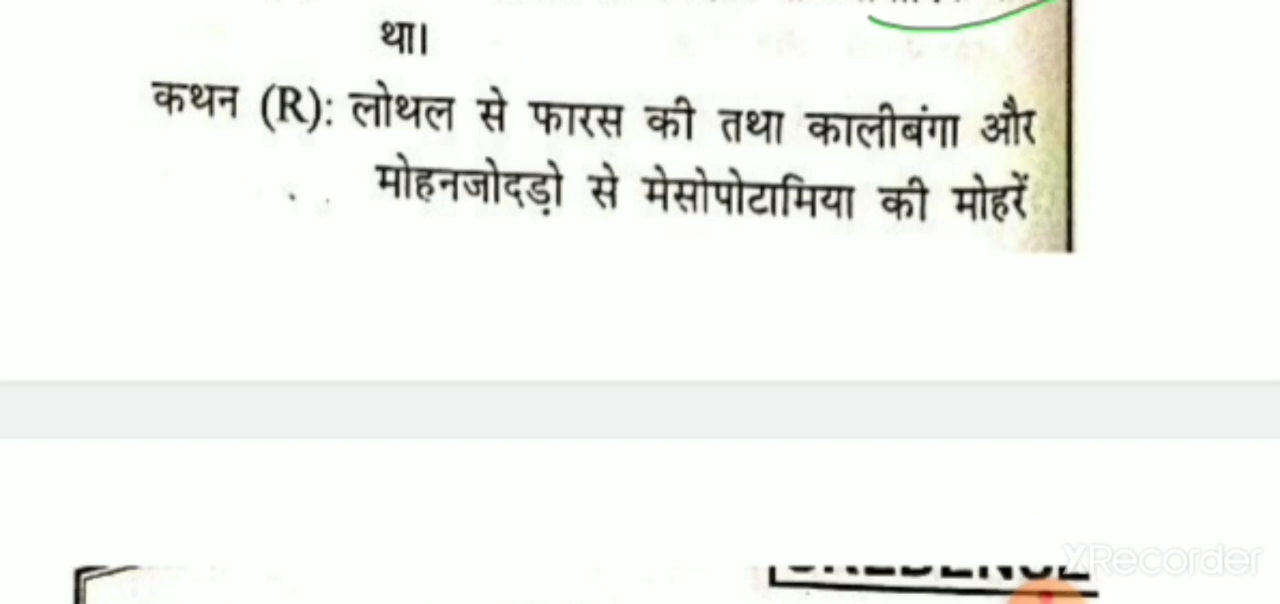 था।
कथन (R): लोथल से फारस की तथा कालीबंगा और
मोहनजोदड़ो से मेसोपोटामिया की मोहरें
XRecorder